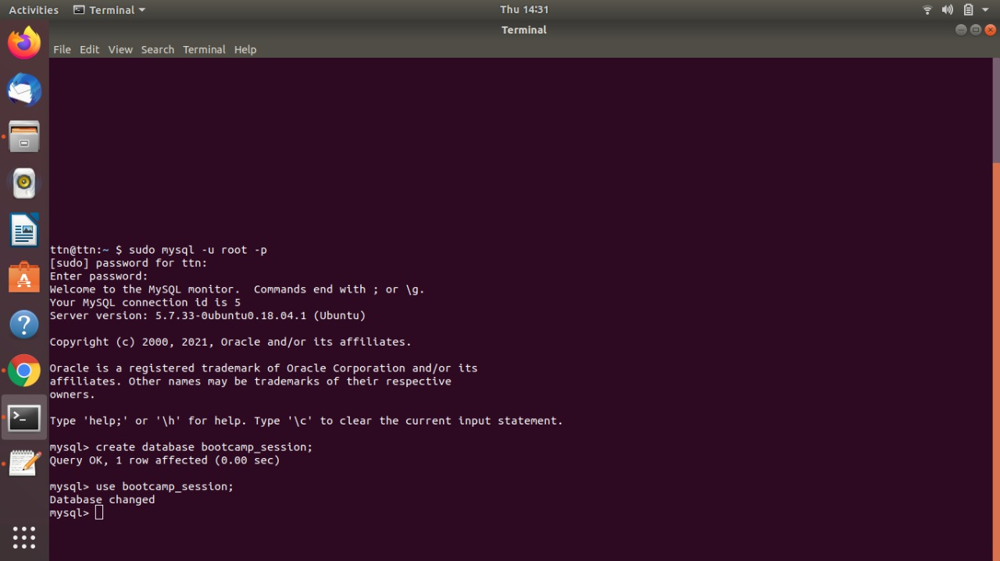 Activities Terminal Thu 14:31
Terminal
File Edit View Search Terminal Help
ttn@ttn:~ $ sudo mysql -u root -p
[sudo] password for ttn:
Enter password:
Welcome to the MySQL monitor.  Commands end with ; or \g.
Your MySQL connection id is 5
Server version: 5.7.33-0ubuntu0.18.04.1 (Ubuntu)
Copyright (c) 2000, 2021, Oracle and/or its affiliates.
Oracle is a registered trademark of Oracle Corporation and/or its
affiliates. Other names may be trademarks of their respective
owners.
Type 'help;' or '\h' for help. Type '\c' to clear the current input statement.
mysql> create database bootcamp_session;
Query OK, 1 row affected (0.00 sec)
mysql> use bootcamp_session;
Database changed
mysql>